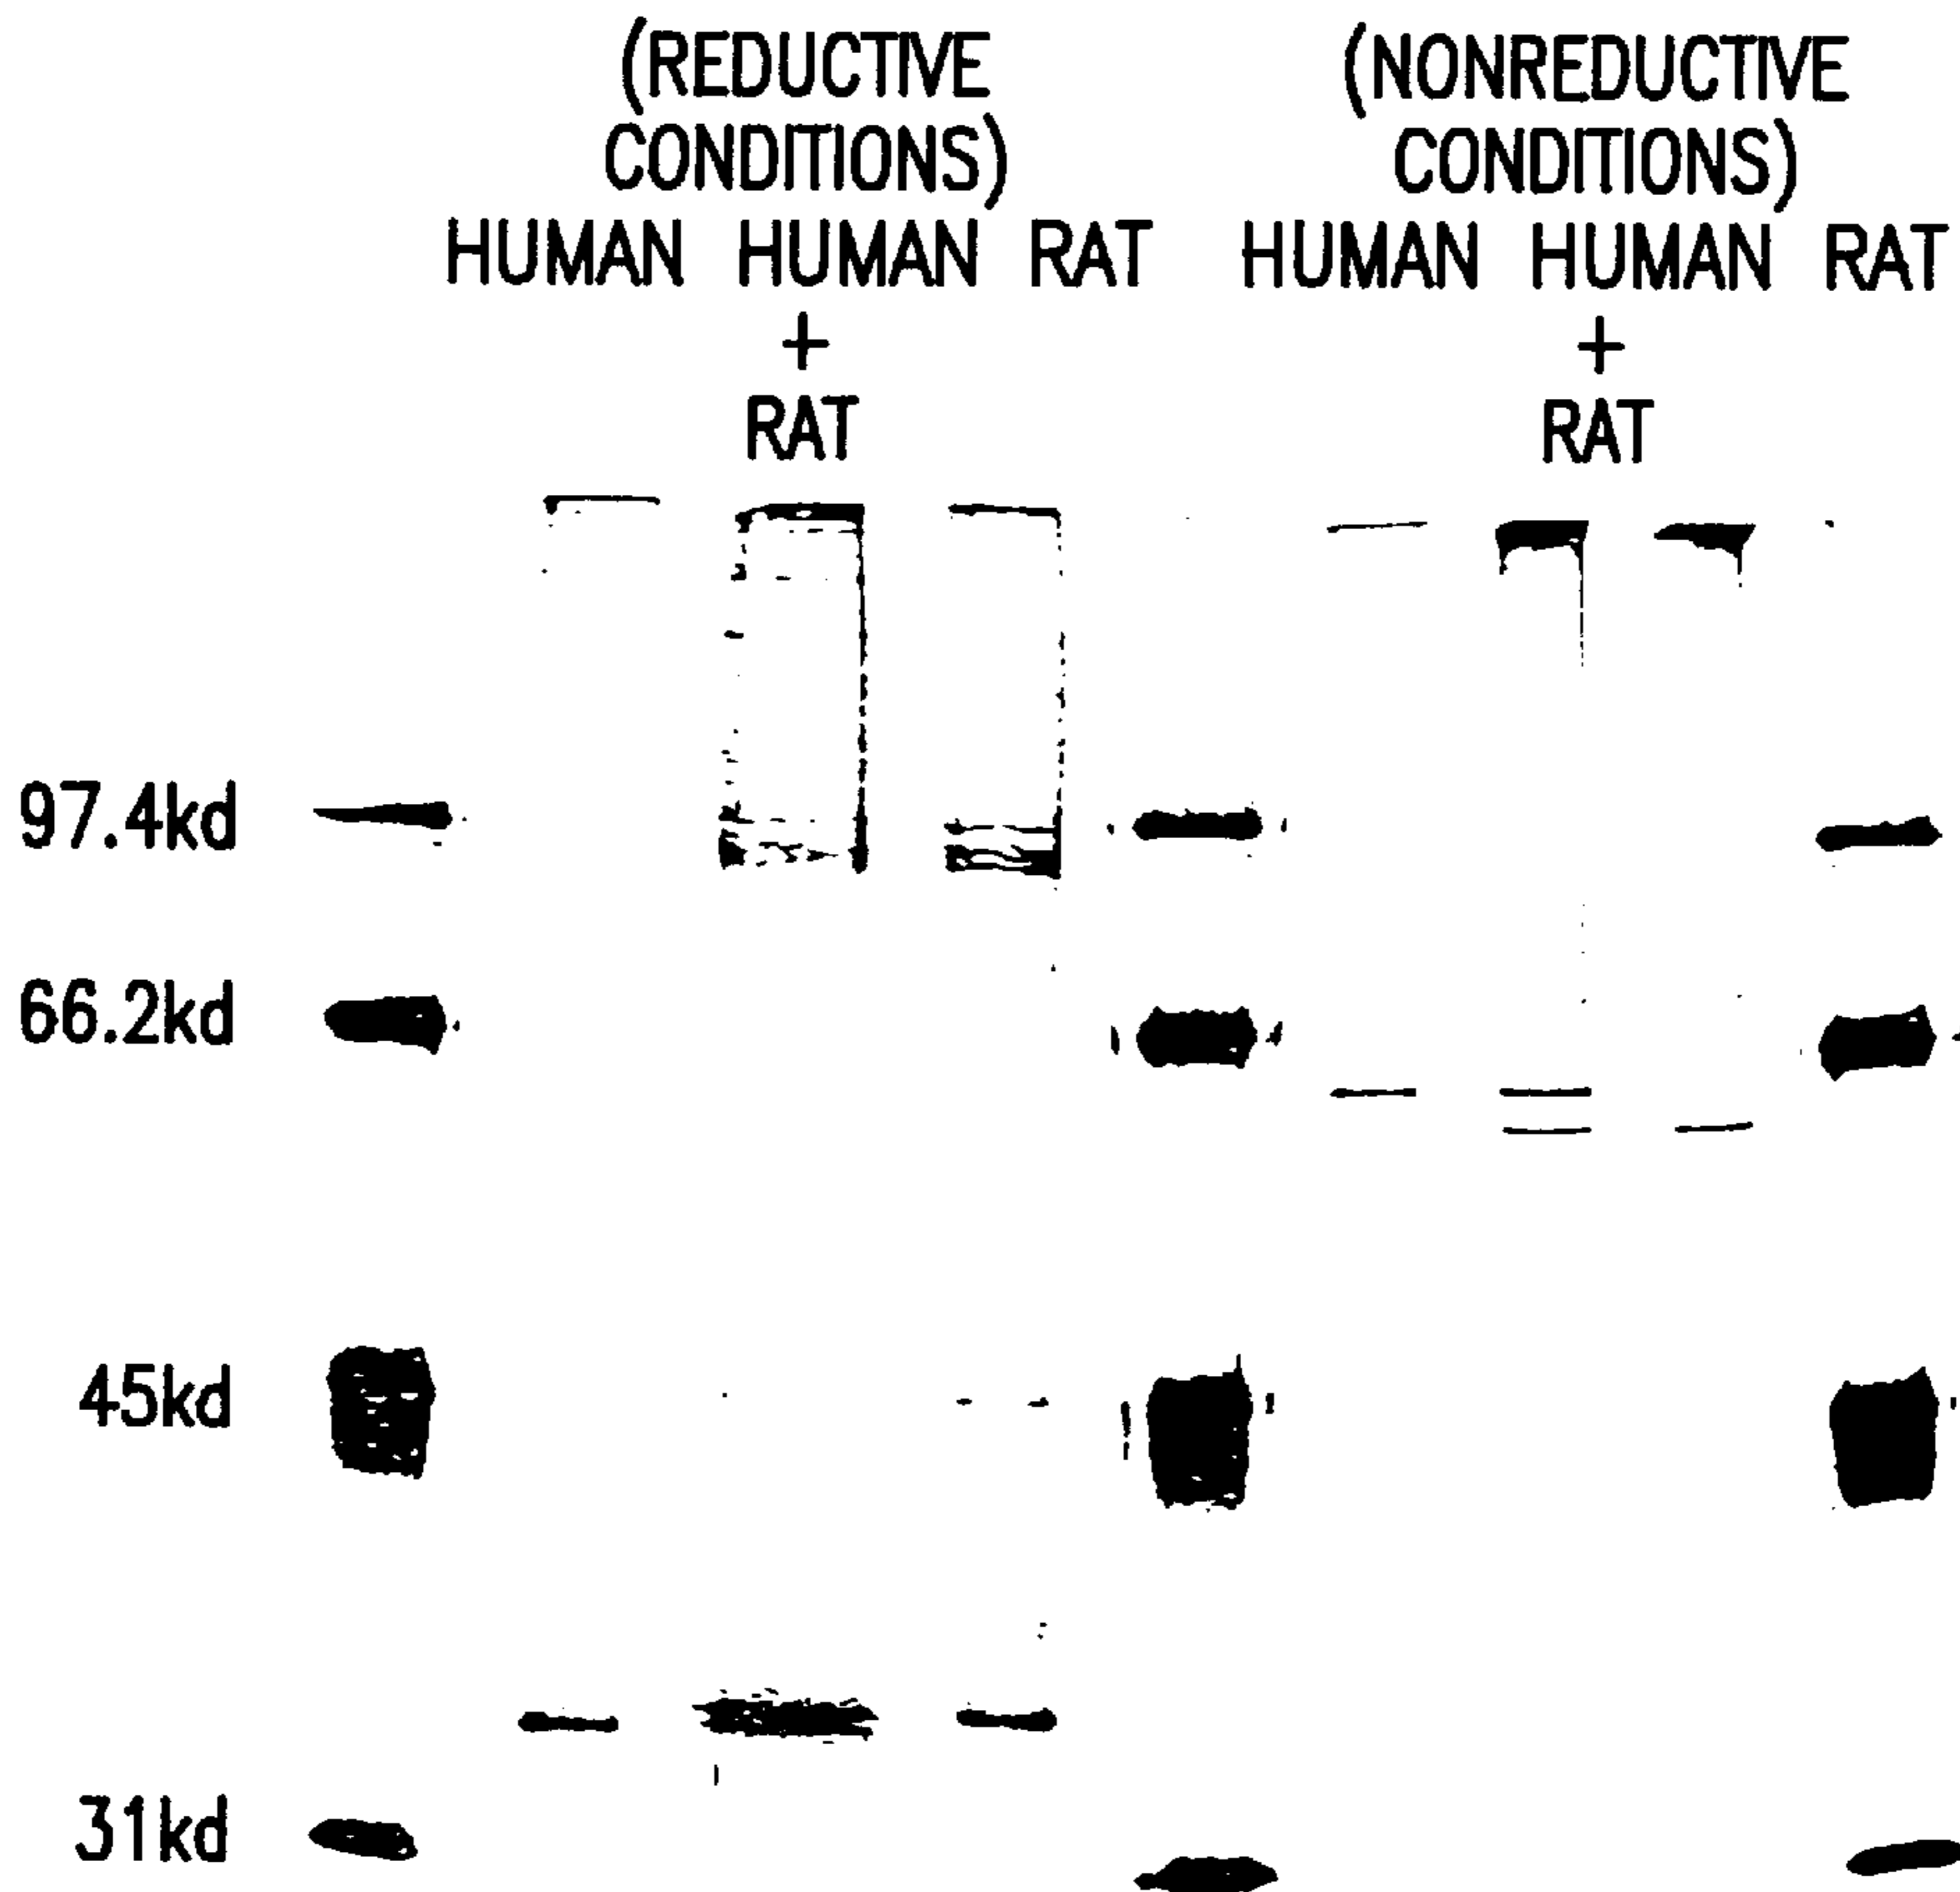 (REDUCTIVE
CONDITIONS)
HUMAN HUMAN RAT
+
RAT
(NONREDUCTIVE
CONDITIONS)
HUMAN HUMAN RAT
+
RAT
97.4kd
66.2kd
45kd
31kd